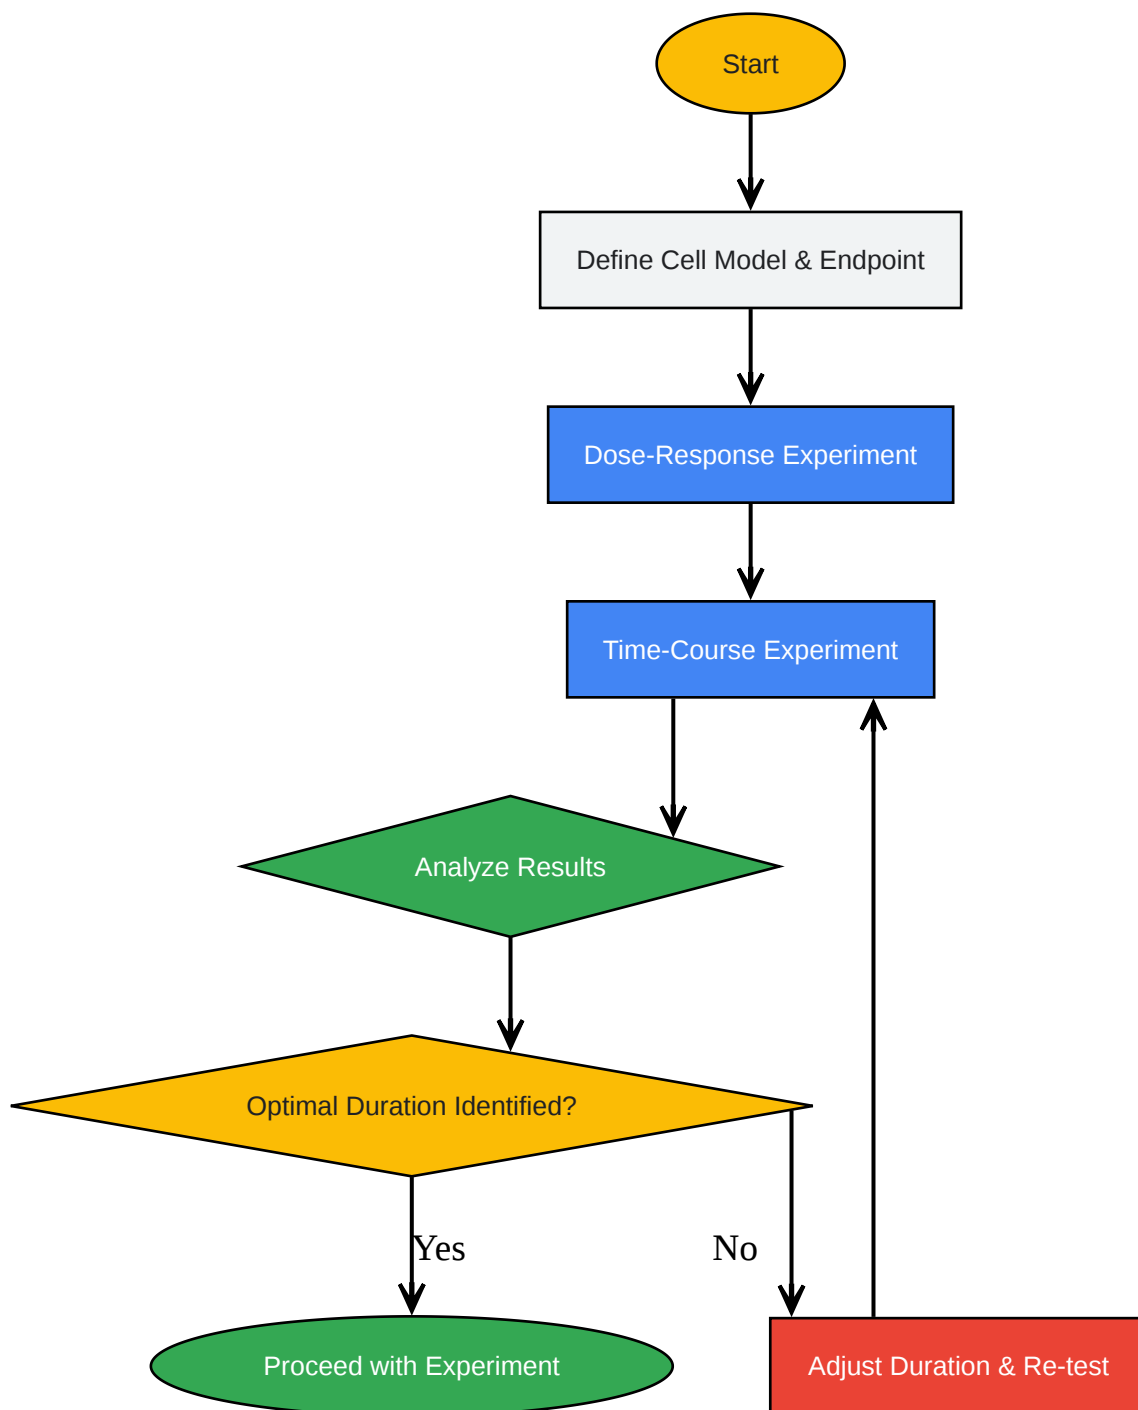 Start
Define Cell Model & Endpoint
Dose-Response Experiment
Time-Course Experiment
Analyze Results
Optimal Duration Identified?
Yes
No
Proceed with Experiment
Adjust Duration & Re-test